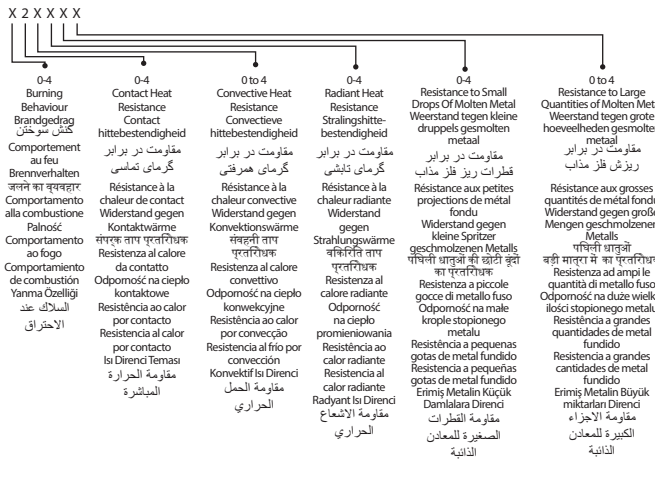 X 2 X X X X
0-4
Burning
Behaviour
Brandgedrag
کنش سوختن
Comportement
au feu
Brennverhalten
जलने का व्यवहार
Comportamento
alla combustione
Palność
Comportamento
ao fogo
Comportamiento
de combustión
Yanma Özelliği
السلاك عند
الاحتراق
0-4
Contact Heat
Resistance
Contact
hittebestendigheid
مقاومت در برابر
گرمای تماسی
Résistance à la
chaleur de contact
Widerstand gegen
Kontaktwärme
संपर्क ताप प्रतिरोधक
Resistenza al calore
da contatto
Odporność na ciepło
kontaktowe
Resistência ao calor
por contacto
Resistencia al calor
por contacto
Isı Direnci Teması
مقاومة الحرارة
المباشرة
0 to 4
Convective Heat
Resistance
Convectieve
hittebestendigheid
مقاومت در برابر
گرمای همرفتی
Résistance à la
chaleur convective
Widerstand gegen
Konvektionswärme
संवहनी ताप
प्रतिरोधक
Resistenza al calore
convettivo
Odporność na ciepło
konwekcyjne
Resistência ao calor
por convecção
Resistencia al frío por
convección
Konvektif Isı Direnci
مقاومة الحمل
الحراري
0-4
Radiant Heat
Resistance
Stralingshitte-
bestendigheid
مقاومت در برابر
گرمای تابشی
Résistance à la
chaleur radiante
Widerstand
gegen
Strahlungswärme
विकिरित ताप
प्रतिरोधक
Resistenza al
calore radiante
Odporność
na ciepło
promieniowania
Resistência ao
calor radiante
Resistencia al
calor radiante
Radyant Isı Direnci
مقاومة الاشعاع
الحراري
0-4
Resistance to Small
Drops Of Molten Metal
Weerstand tegen kleine
druppels gesmolten
metaal
مقاومت در برابر
قطرات ریز فلز مذاب
Résistance aux petites
projections de métal
fondu
Widerstand gegen
kleine Spritzer
geschmolzenen Metalls
पिघली धातुओं की छोटी बूंदों
का प्रतिरोधक
Resistenza a piccole
gocce di metallo fuso
Odporność na małe
krople stopionego
metalu
Resistência a pequenas
gotas de metal fundido
Resistencia a pequeñas
gotas de metal fundido
Erimiş Metalin Küçük
Damlalara Direnci
مقاومة القطرات
الصغيرة للمعادن
الذائبة
0 to 4
Resistance to Large
Quantities of Molten Met
Weerstand tegen grote
hoeveelheden gesmolte
metaal
مقاومت در برابر
ریزش فلز مذاب
Résistance aux grosses
quantités de métal fondu
Widerstand gegen große
Mengen geschmolzener
Metalls
पिघली धातुओं
बड़ी मात्रा में का प्रतिरोधक
Resistenza ad ampi le
quantità di metallo fuso
Odporność na duże wielk
ilości stopionego metalu
Resistência a grandes
quantidades de metal
fundido
Resistencia a grandes
cantidades de metal
fundido
Erimiş Metalin Büyük
miktarları Direnci
مقاومة الاجزاء
الكبيرة للمعادن
الذائبة